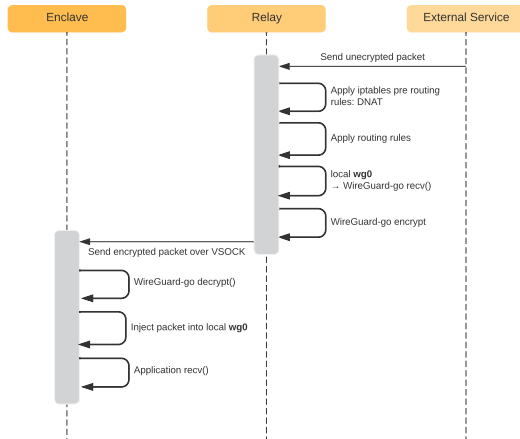 Enclave
Relay
External Service
Send unecrypted packet
Apply iptables pre routing
rules: DNAT
Apply routing rules
local wg0
→ WireGuard-go recv()
WireGuard-go encrypt
Send encrypted packet over VSOCK
WireGuard-go decrypt()
Inject packet into local wg0
Application recv()